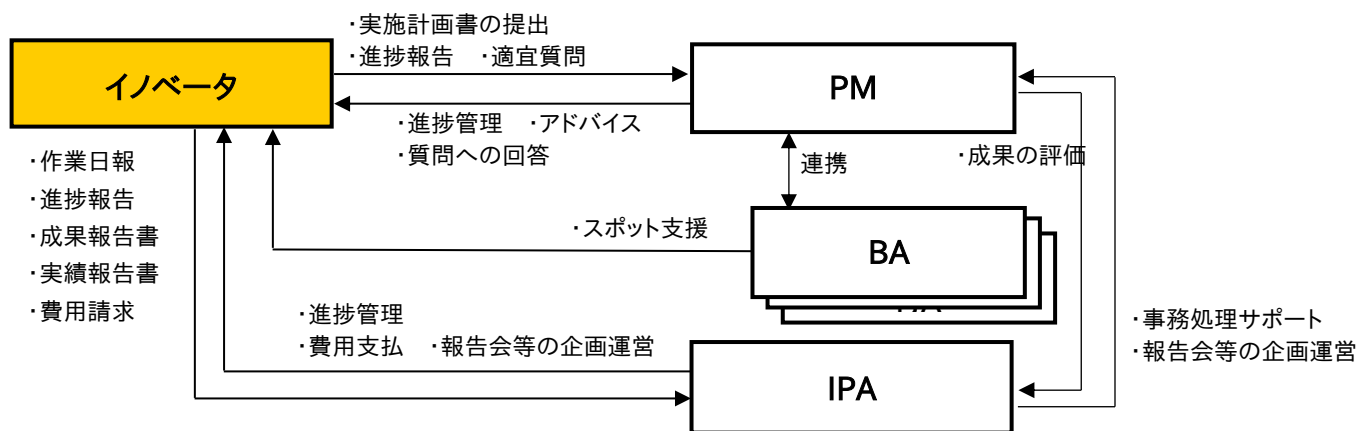 ・実施計画書の提出
・進捗報告 ・適宜質問
イノベータ
PM
・進捗管理 ・アドバイス
・質問への回答
連携
・成果の評価
・作業日報
・進捗報告
・成果報告書
・実績報告書
・費用請求
・スポット支援
BA
・進捗管理
・費用支払 ・報告会等の企画運営
・事務処理サポート
・報告会等の企画運営
IPA